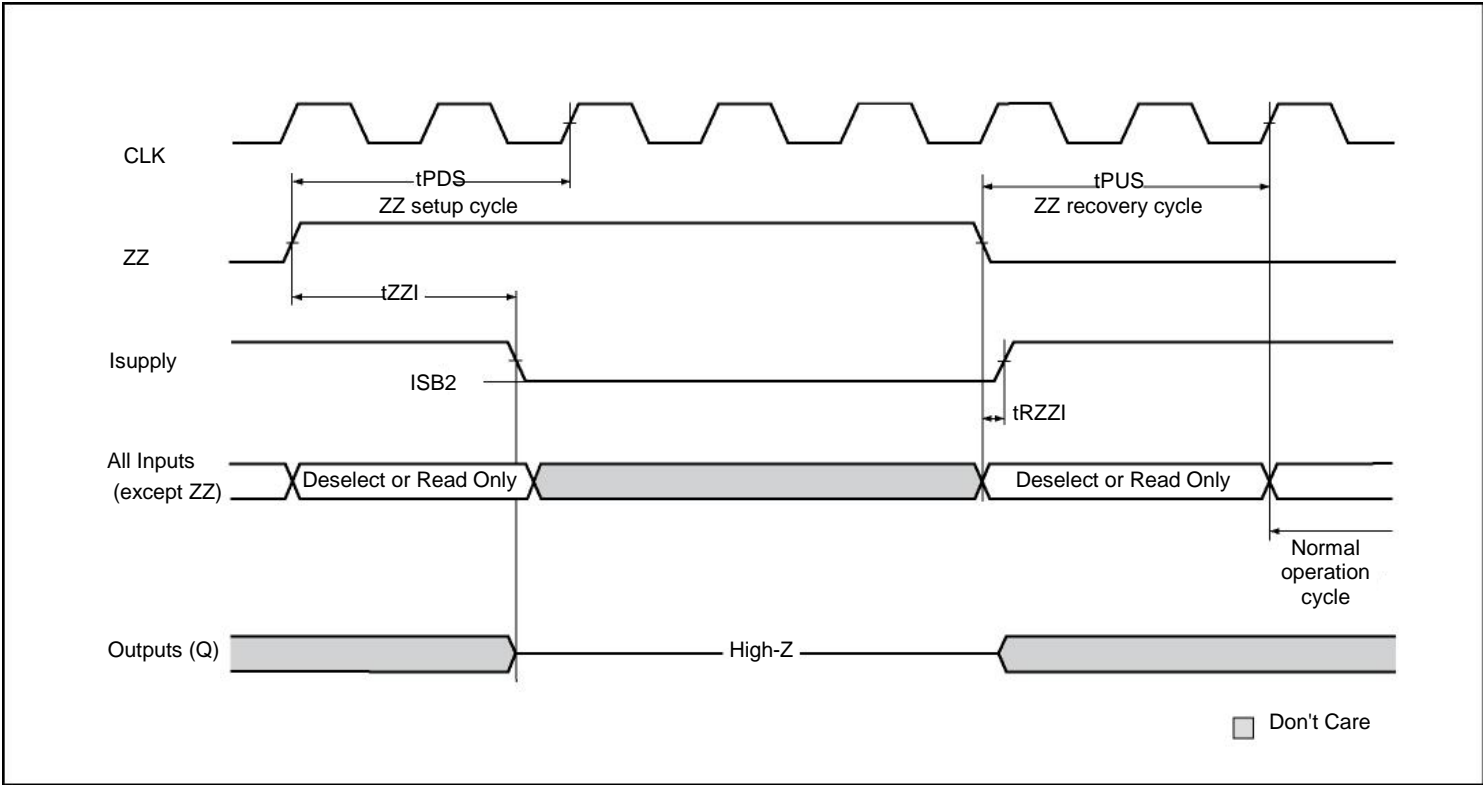 CLK
tPDS
ZZ setup cycle
tPUS
ZZ recovery cycle
ZZ
tZZI
Isupply
ISB2
tRZZI
All Inputs
(except ZZ)
Deselect or Read Only
Deselect or Read Only
Normal
operation
cycle
Outputs (Q)
High-Z
Don't Care